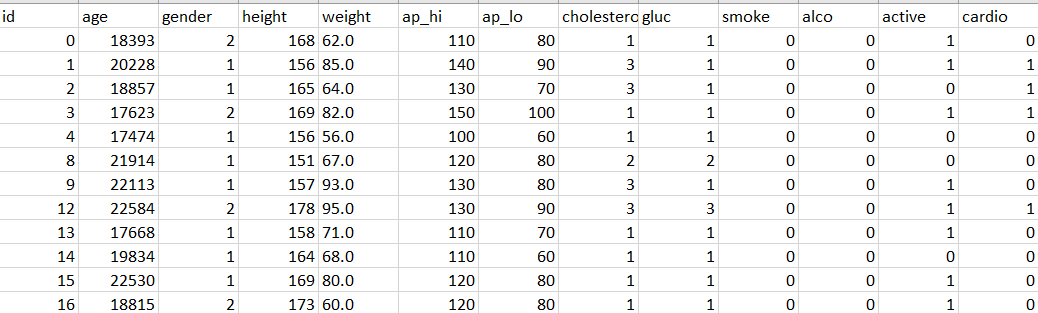 id age gender height weight ap_hi ap_lo cholestero gluc smoke alco active cardio
0 18393 2 168 62.0 110 80 1 1 0 0 1 0
1 20228 1 156 85.0 140 90 3 1 0 0 1 1
2 18857 1 165 64.0 130 70 3 1 0 0 0 1
3 17623 2 169 82.0 150 100 1 1 0 0 1 1
4 17474 1 156 56.0 100 60 1 1 0 0 0 0
8 21914 1 151 67.0 120 80 2 2 0 0 0 0
9 22113 1 157 93.0 130 80 3 1 0 0 1 0
12 22584 2 178 95.0 130 90 3 3 0 0 1 1
13 17668 1 158 71.0 110 70 1 1 0 0 1 0
14 19834 1 164 68.0 110 60 1 1 0 0 0 0
15 22530 1 169 80.0 120 80 1 1 0 0 1 0
16 18815 2 173 60.0 120 80 1 1 0 0 1 0